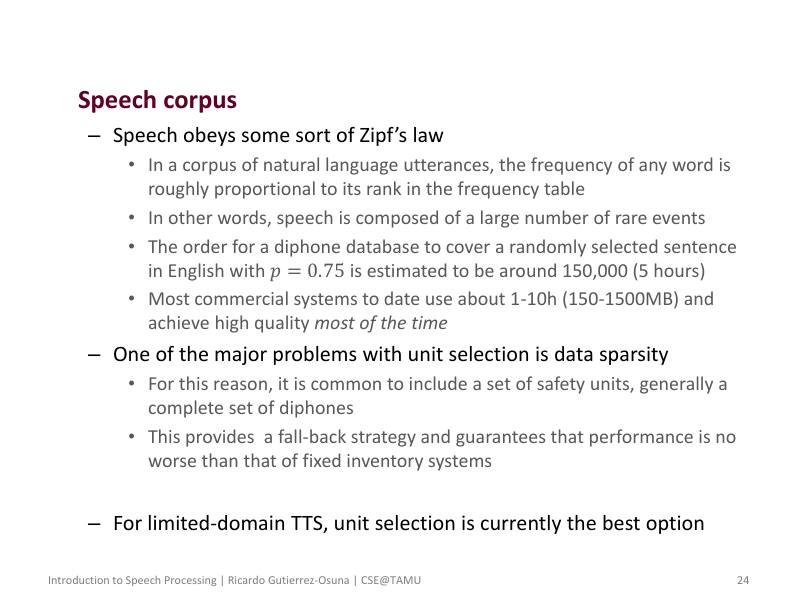 Speech corpus
– Speech obeys some sort of Zipf’s law
• In a corpus of natural language utterances, the frequency of any word is
roughly proportional to its rank in the frequency table
• In other words, speech is composed of a large number of rare events
• The order for a diphone database to cover a randomly selected sentence
in English with 𝑝 = 0.75 is estimated to be around 150,000 (5 hours)
• Most commercial systems to date use about 1-10h (150-1500MB) and
achieve high quality most of the time
– One of the major problems with unit selection is data sparsity
• For this reason, it is common to include a set of safety units, generally a
complete set of diphones
• This provides  a fall-back strategy and guarantees that performance is no
worse than that of fixed inventory systems
– For limited-domain TTS, unit selection is currently the best option
Introduction to Speech Processing | Ricardo Gutierrez-Osuna | CSE@TAMU 24